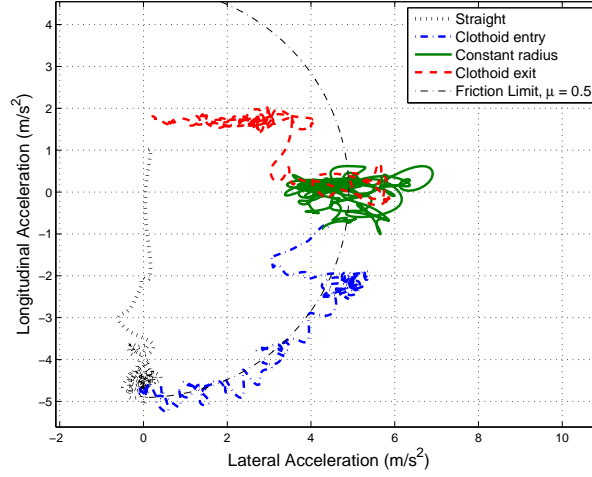 Straight
Clothoid entry
Constant radius
Clothoid exit
Friction Limit, μ = 0.5
4
3
2
1
0
−1
−2
−3
−4
−5
Longitudinal Acceleration (m/s²)
−2 0 2 4 6 8 10
Lateral Acceleration (m/s²)